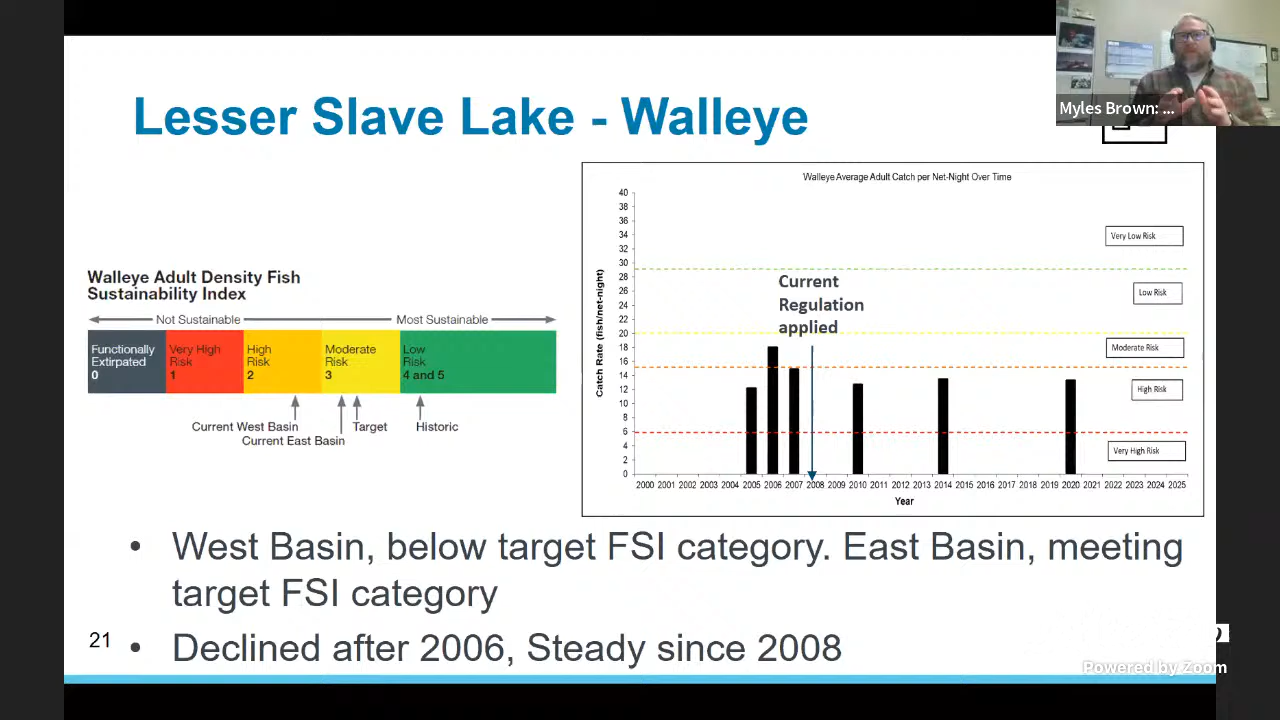 Myles Brown: ...
Lesser Slave Lake - Walleye
Walleye Adult Density Fish
Sustainability Index
Not Sustainable
Most Sustainable
Functionally
Extirpated
0
Very High
Risk
1
High
Risk
2
Moderate
Risk
3
Low
Risk
4 and 5
Current West Basin
Target
Historic
Current East Basin
Walleye Average Adult Catch per Net-Night Over Time
Catch Rate (fish/net-night)
40
38
36
34
32
30
28
26
24
22
20
18
16
14
12
10
8
6
4
2
0
Very Low Risk
Low Risk
Moderate Risk
High Risk
Very High Risk
Current
Regulation
applied
2000 2001 2002 2003 2004 2005 2006 2007 2008 2009 2010 2011 2012 2013 2014 2015 2016 2017 2018 2019 2020 2021 2022 2023 2024 2025
Year
• West Basin, below target FSI category. East Basin, meeting
target FSI category
• Declined after 2006, Steady since 2008
21
Powered by Zoom